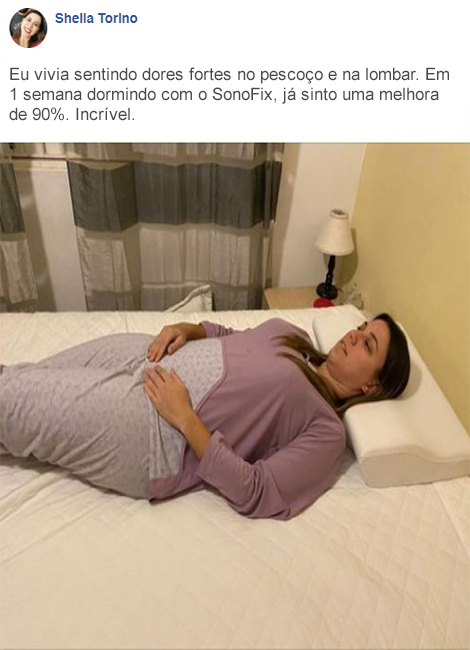 Sheila Torino
Eu vivia sentindo dores fortes no pescoço e na lombar. Em
1 semana dormindo com o SonoFix, já sinto uma melhora
de 90%. Incrível.